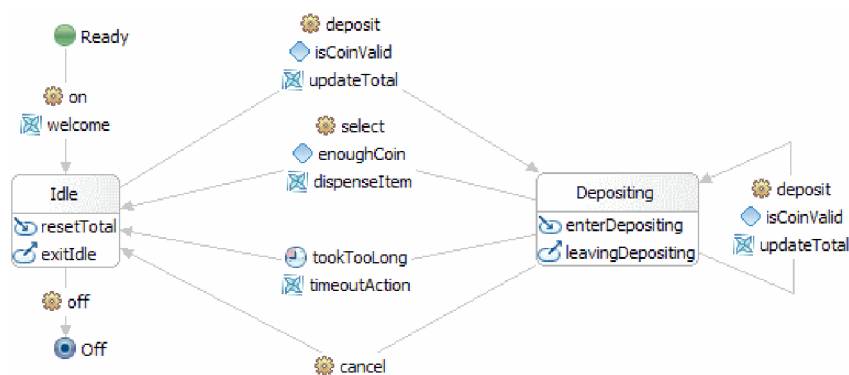 Ready
on
welcome
Idle
resetTotal
exitIdle
off
Off
deposit
isCoinValid
updateTotal
select
enoughCoin
dispenseItem
tookTooLong
timeoutAction
cancel
Depositing
enterDepositing
leavingDepositing
deposit
isCoinValid
updateTotal